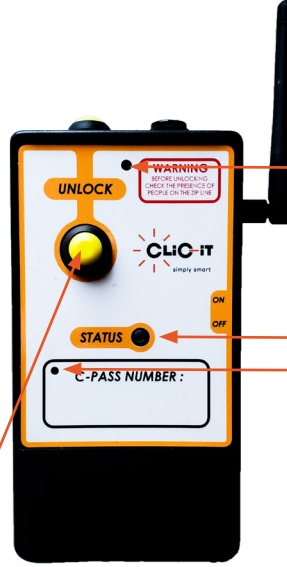 WARNING
BEFORE UNLOCKING
CHECK THE PRESENCE OF
PEOPLE ON THE ZIP LINE
UNLOCK
CLiC-iT
simply smart
ON
OFF
STATUS
C-PASS NUMBER :